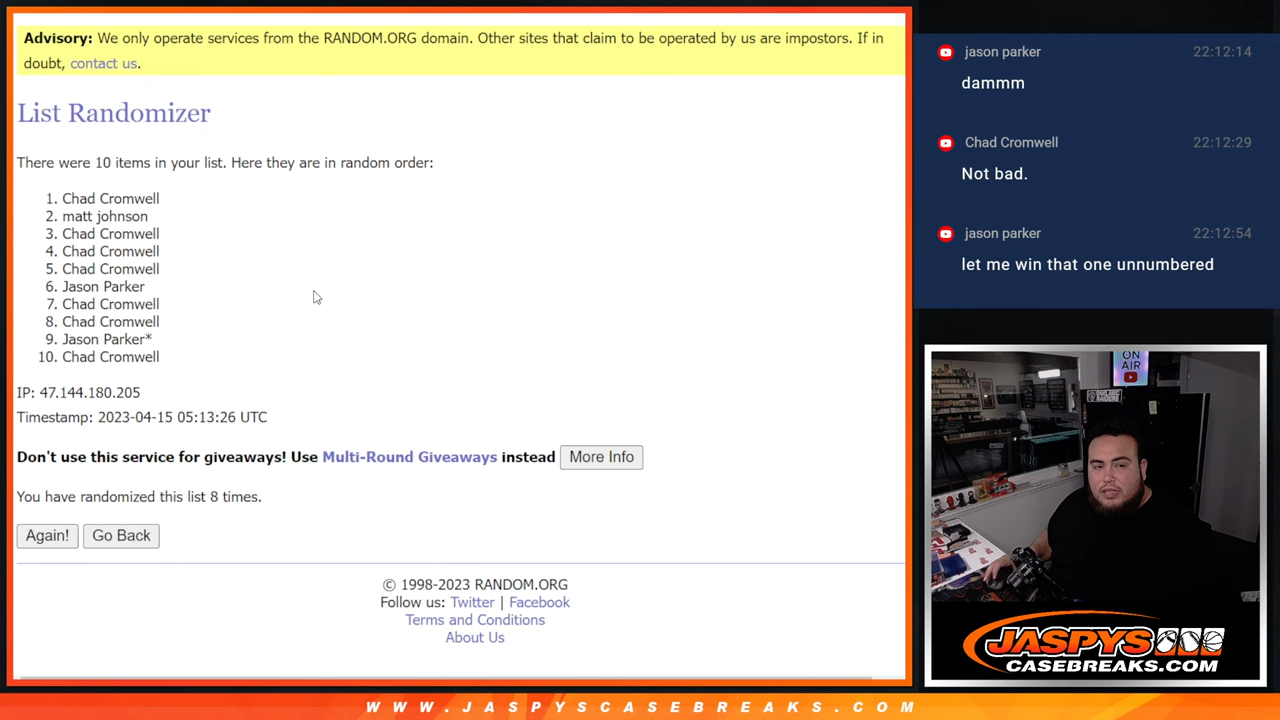 Advisory: We only operate services from the RANDOM.ORG domain. Other sites that claim to be operated by us are impostors. If in
doubt, contact us.
List Randomizer
There were 10 items in your list. Here they are in random order:
1. Chad Cromwell
2. matt johnson
3. Chad Cromwell
4. Chad Cromwell
5. Chad Cromwell
6. Jason Parker
7. Chad Cromwell
8. Chad Cromwell
9. Jason Parker*
10. Chad Cromwell
IP: 47.144.180.205
Timestamp: 2023-04-15 05:13:26 UTC
Don't use this service for giveaways! Use Multi-Round Giveaways instead More Info
You have randomized this list 8 times.
Again! Go Back
© 1998-2023 RANDOM.ORG
Follow us: Twitter | Facebook
Terms and Conditions
About Us
jason parker 22:12:14
dammm
Chad Cromwell 22:12:29
Not bad.
jason parker 22:12:54
let me win that one unnumbered
ON
AIR
JASPYS
CASEBREAKS.COM
WWW.JASPYSCASEBREAKS.COM